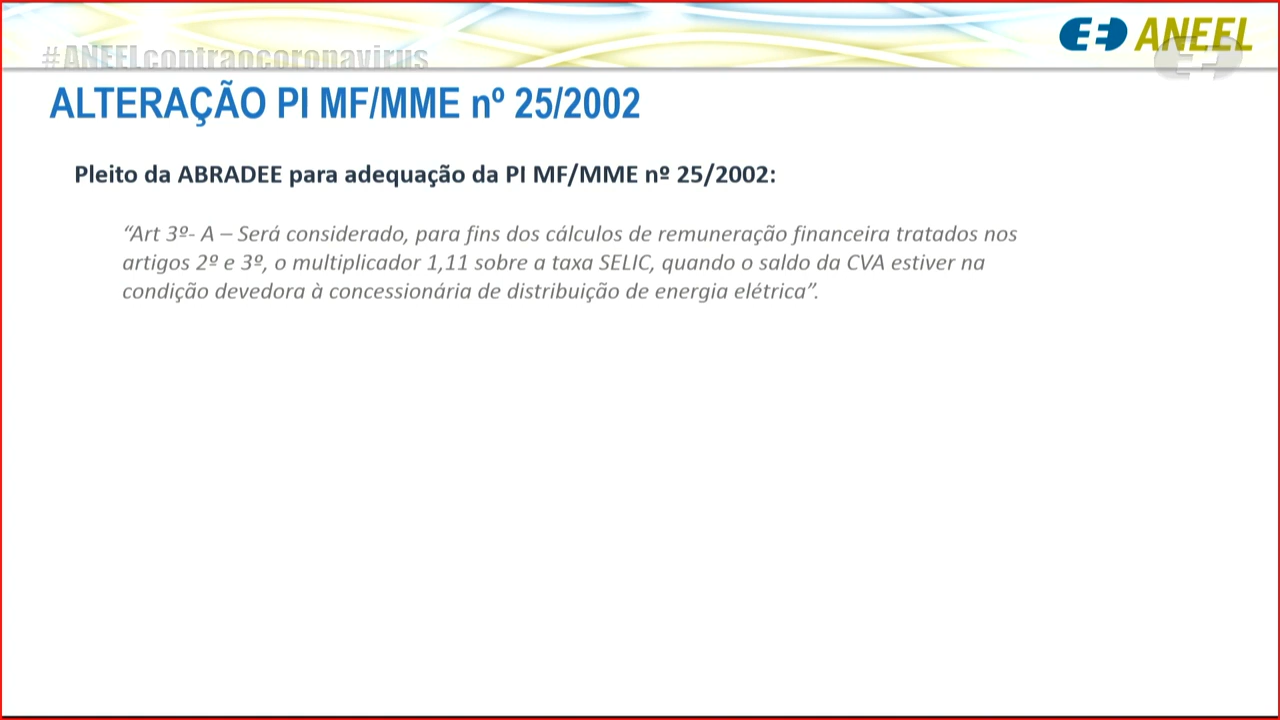 #ANEELcontraocoronavirus
ANEEL
ALTERAÇÃO PI MF/MME nº 25/2002
Pleito da ABRADEE para adequação da PI MF/MME nº 25/2002:
“Art 3º- A – Será considerado, para fins dos cálculos de remuneração financeira tratados nos
artigos 2º e 3º, o multiplicador 1,11 sobre a taxa SELIC, quando o saldo da CVA estiver na
condição devedora à concessionária de distribuição de energia elétrica”.